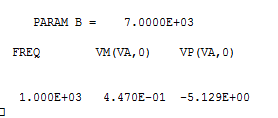 PARAM B = 7.0000E+03
FREQ VM(VA,0) VP(VA,0)
1.000E+03 4.470E-01 -5.129E+00